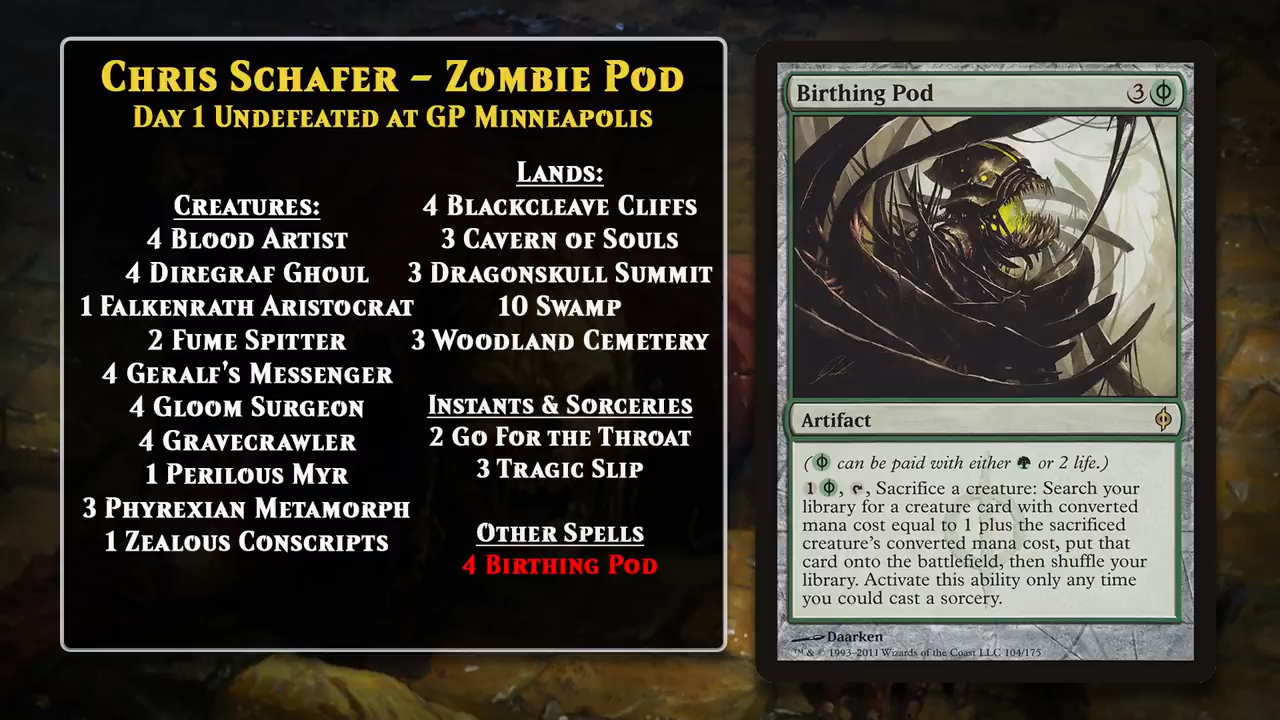 Chris Schafer – Zombie Pod
Day 1 Undefeated at GP Minneapolis
Creatures:
4 Blood Artist
4 Diregraf Ghoul
1 Falkenrath Aristocrat
2 Fume Spitter
4 Geralf's Messenger
4 Gloom Surgeon
4 Gravecrawler
1 Perilous Myr
3 Phyrexian Metamorph
1 Zealous Conscripts
Lands:
4 Blackcleave Cliffs
3 Cavern of Souls
3 Dragonskull Summit
10 Swamp
3 Woodland Cemetery
Instants & Sorceries
2 Go For the Throat
3 Tragic Slip
Other Spells
4 Birthing Pod
Birthing Pod 3
Artifact
( can be paid with either or 2 life.)
1 , , Sacrifice a creature: Search your
library for a creature card with converted
mana cost equal to 1 plus the sacrificed
creature's converted mana cost, put that
card onto the battlefield, then shuffle your
library. Activate this ability only any time
you could cast a sorcery.
Daarken
™ & © 1993–2011 Wizards of the Coast LLC 104/175